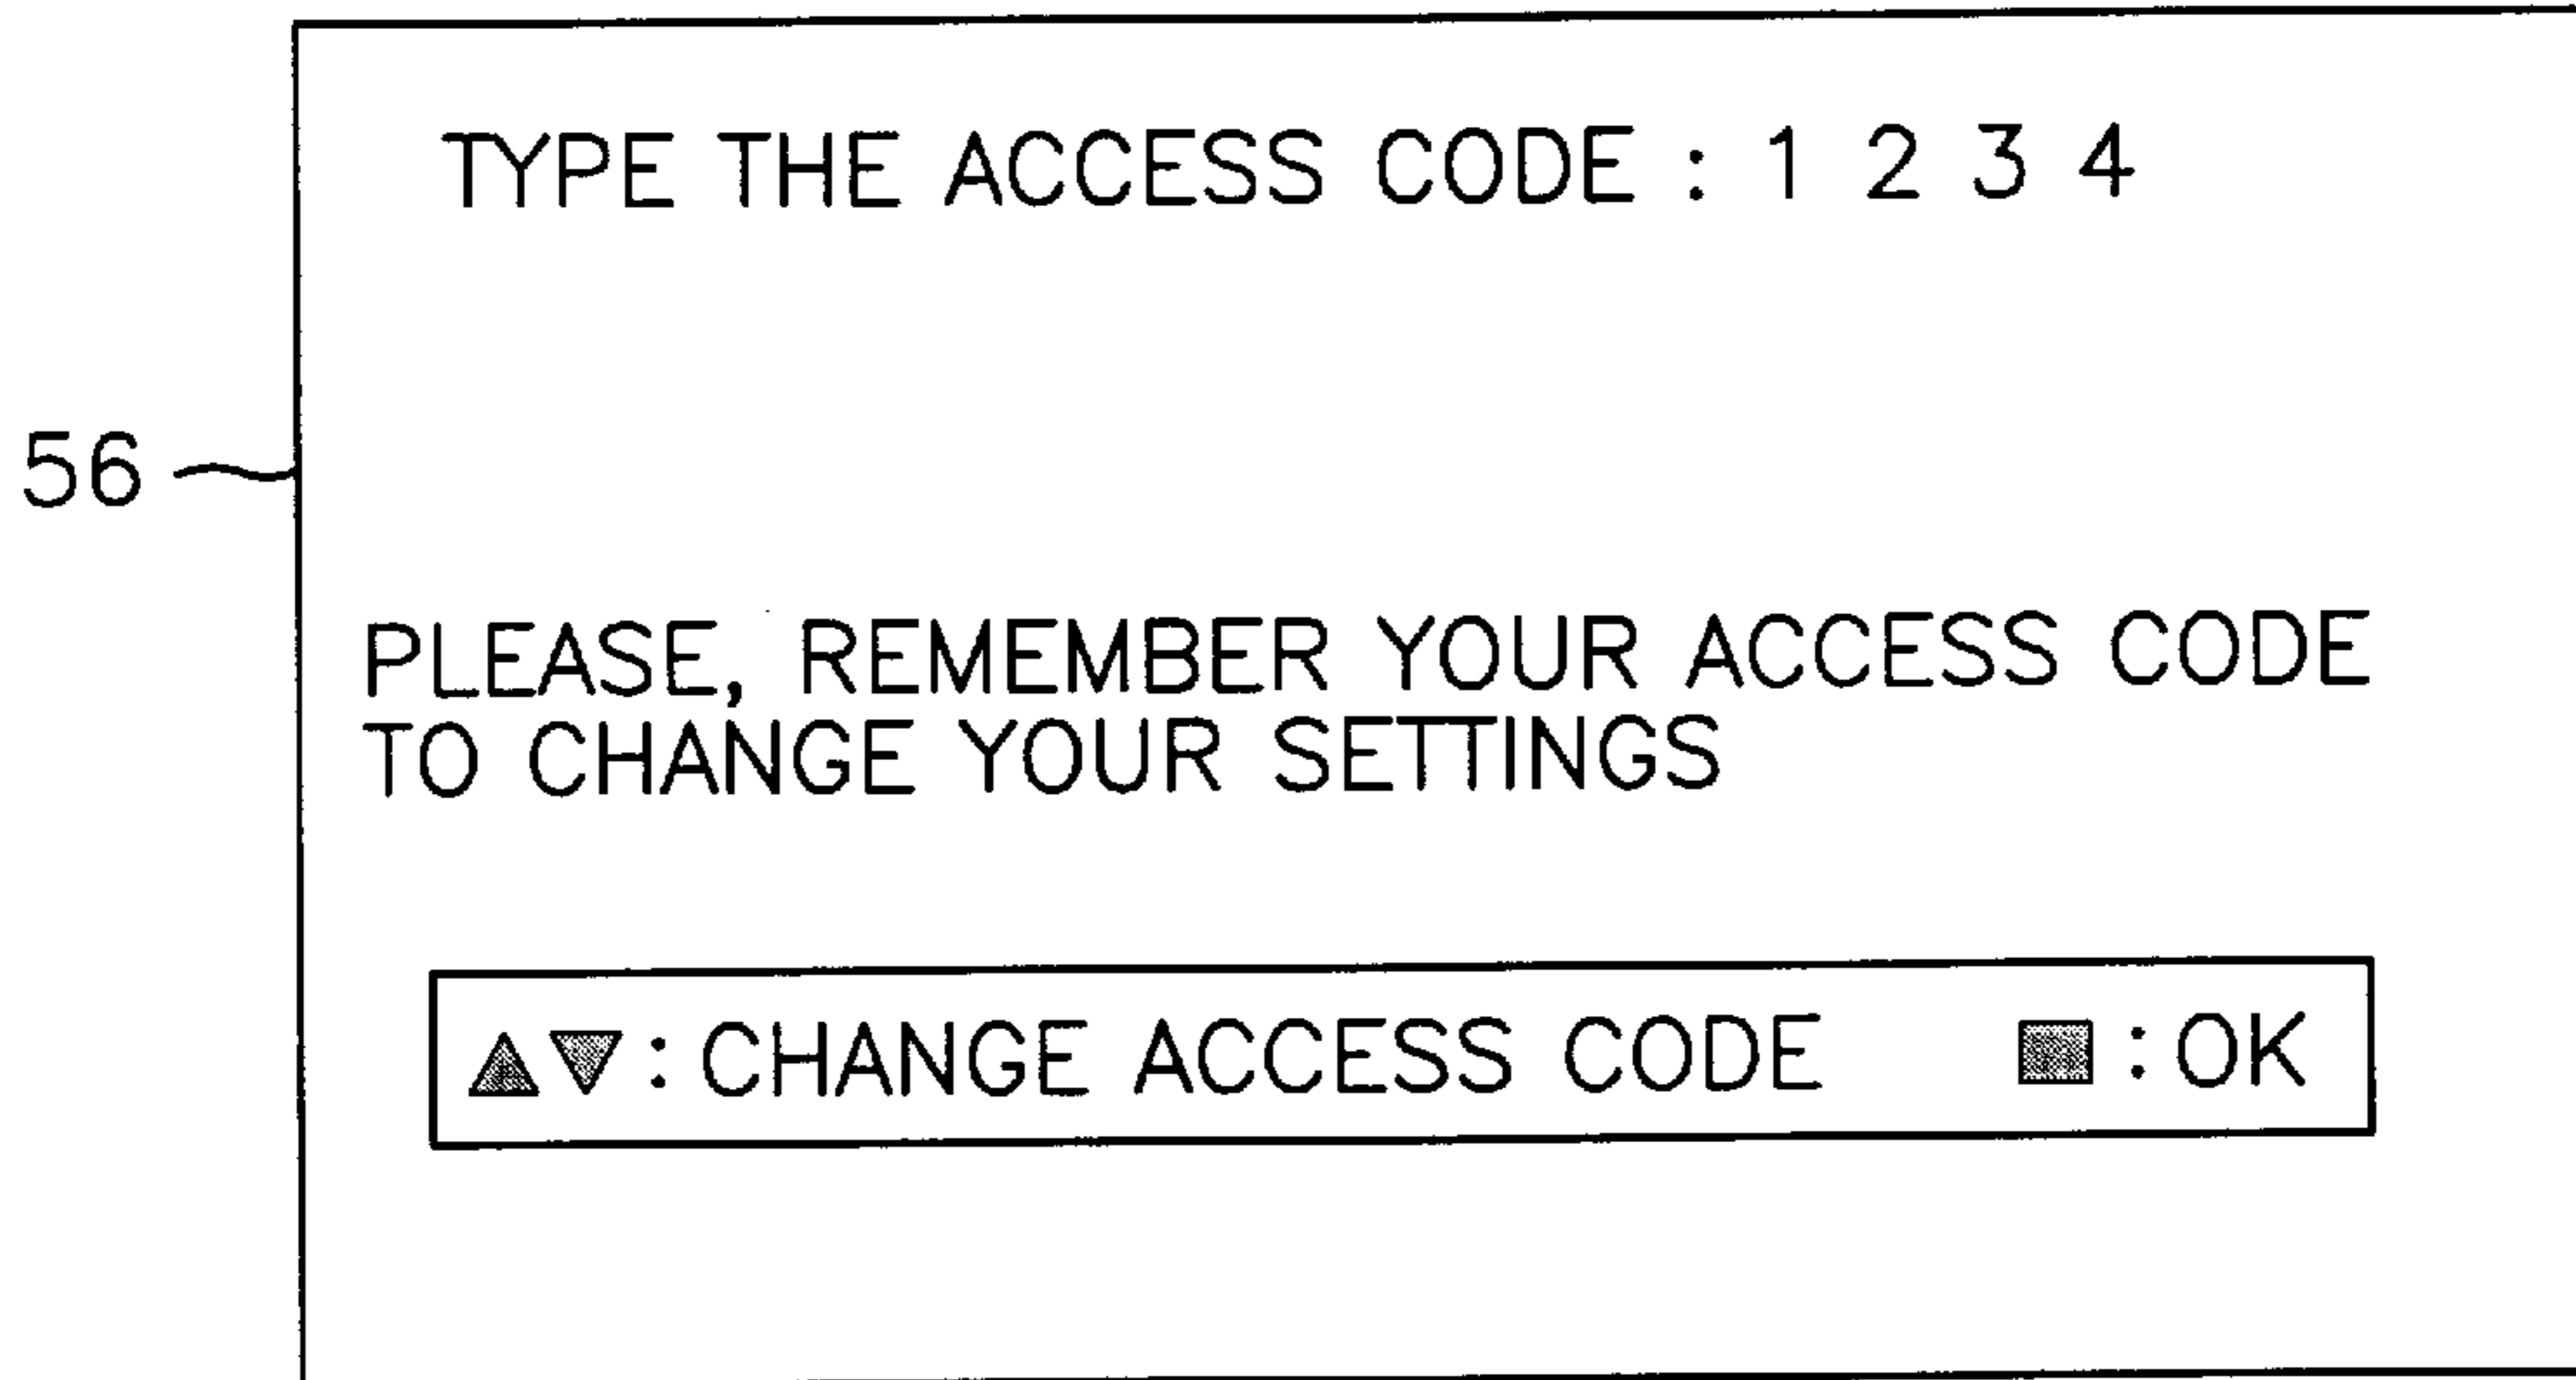 TYPE THE ACCESS CODE : 1 2 3 4
56
PLEASE, REMEMBER YOUR ACCESS CODE
TO CHANGE YOUR SETTINGS
▲▼: CHANGE ACCESS CODE ■ : OK